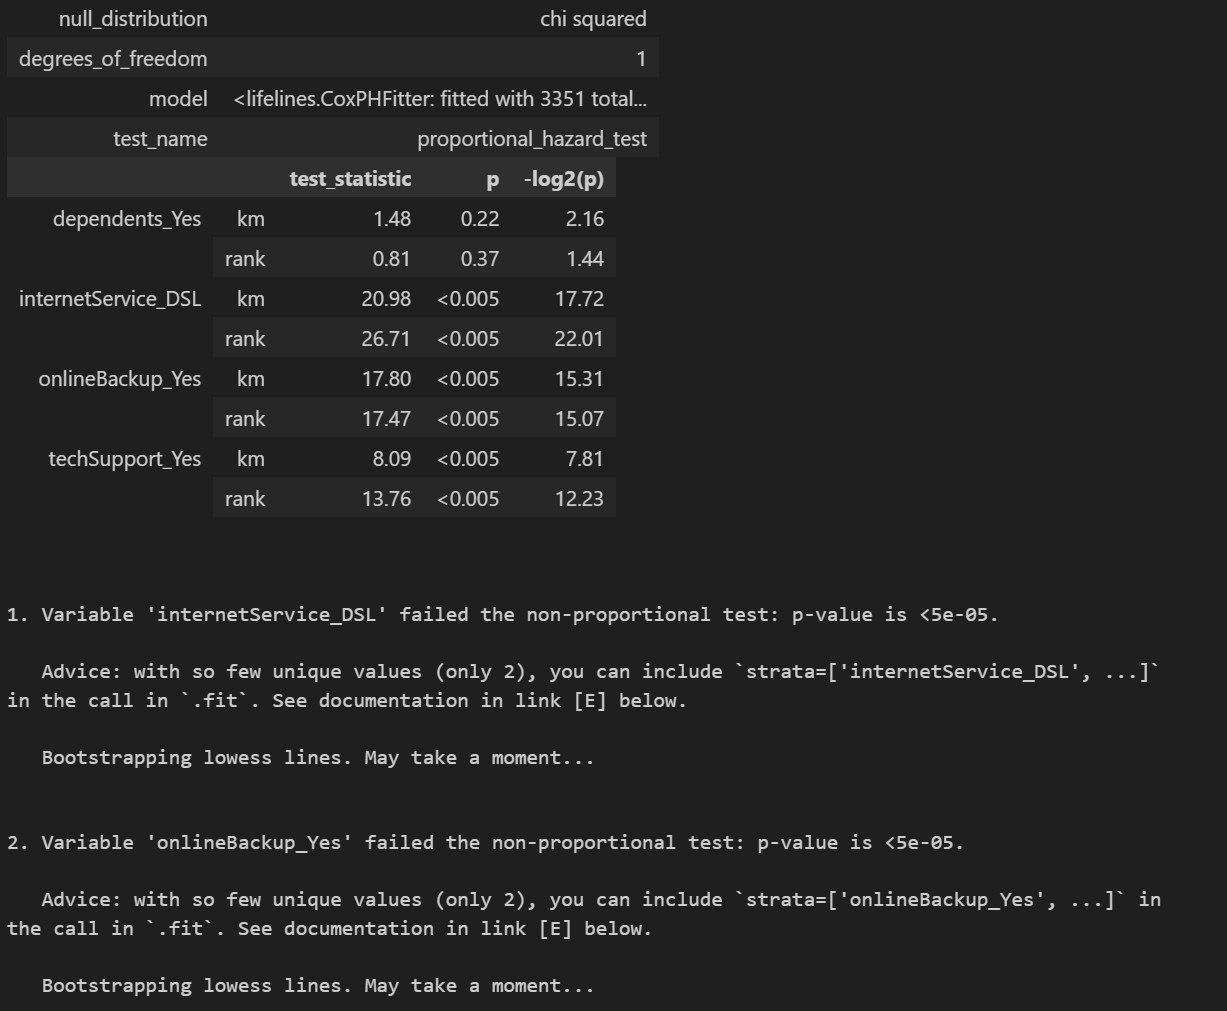 null_distribution chi squared
degrees_of_freedom 1
model <lifelines.CoxPHFitter: fitted with 3351 total...
test_name proportional_hazard_test
test_statistic p -log2(p)
dependents_Yes km 1.48 0.22 2.16
rank 0.81 0.37 1.44
internetService_DSL km 20.98 <0.005 17.72
rank 26.71 <0.005 22.01
onlineBackup_Yes km 17.80 <0.005 15.31
rank 17.47 <0.005 15.07
techSupport_Yes km 8.09 <0.005 7.81
rank 13.76 <0.005 12.23
1. Variable 'internetService_DSL' failed the non-proportional test: p-value is <5e-05.
Advice: with so few unique values (only 2), you can include `strata=['internetService_DSL', ...]`
in the call in `.fit`. See documentation in link [E] below.
Bootstrapping lowess lines. May take a moment...
2. Variable 'onlineBackup_Yes' failed the non-proportional test: p-value is <5e-05.
Advice: with so few unique values (only 2), you can include `strata=['onlineBackup_Yes', ...]` in
the call in `.fit`. See documentation in link [E] below.
Bootstrapping lowess lines. May take a moment...